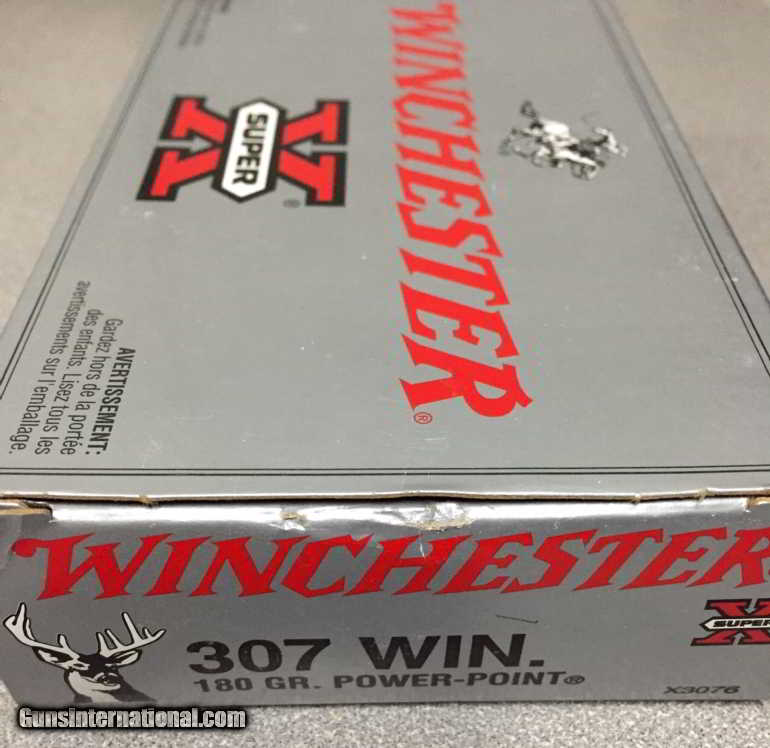 WINCHESTER®
SUPER X®
AVERTISSEMENT:
Gardez hors de la portée
des enfants. Lisez tous les
avertissements sur l'emballage.
WINCHESTER
SUPER X
307 WIN.
180 GR. POWER-POINT®
X3076
Gunsinternational.com